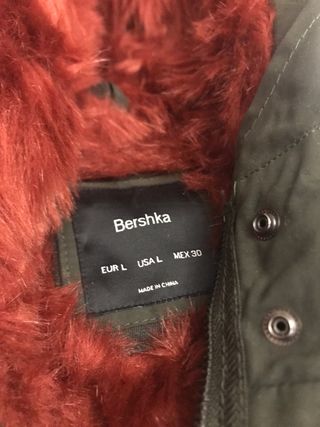 Bershka
EUR L USA L MEX 30
MADE IN CHINA